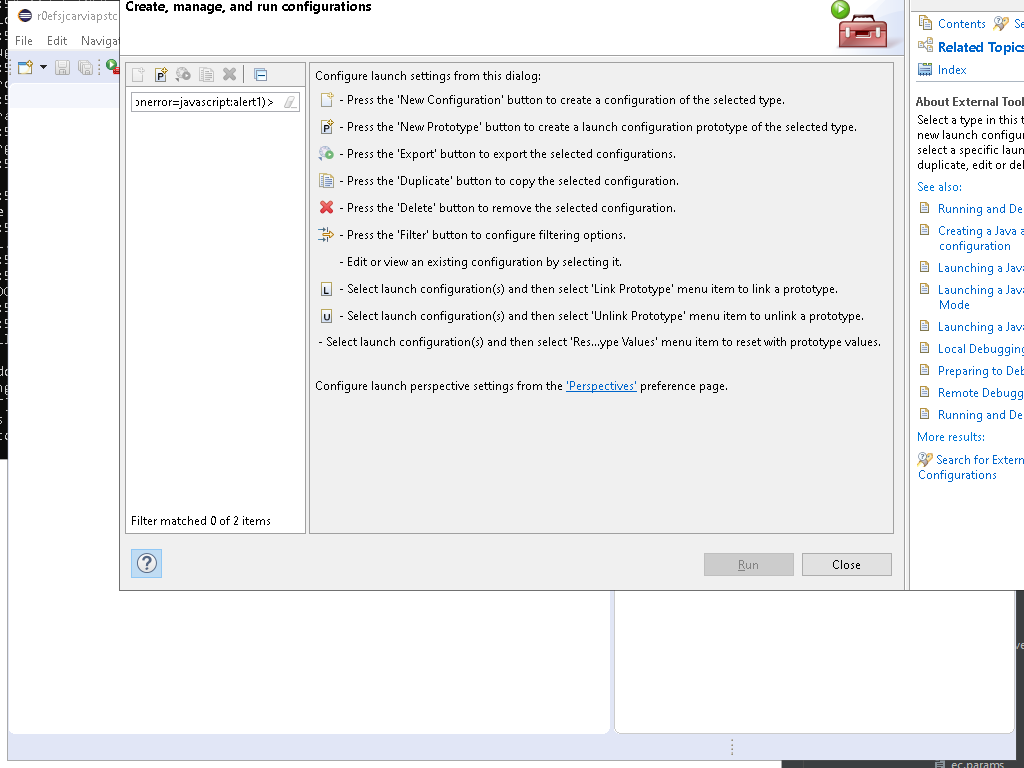 Create, manage, and run configurations
r0efsjcarviapstc
File Edit Navigat
onerror=javascript:alert1)>
Filter matched 0 of 2 items
Configure launch settings from this dialog:
- Press the 'New Configuration' button to create a configuration of the selected type.
- Press the 'New Prototype' button to create a launch configuration prototype of the selected type.
- Press the 'Export' button to export the selected configurations.
- Press the 'Duplicate' button to copy the selected configuration.
- Press the 'Delete' button to remove the selected configuration.
- Press the 'Filter' button to configure filtering options.
- Edit or view an existing configuration by selecting it.
- Select launch configuration(s) and then select 'Link Prototype' menu item to link a prototype.
- Select launch configuration(s) and then select 'Unlink Prototype' menu item to unlink a prototype.
- Select launch configuration(s) and then select 'Res...ype Values' menu item to reset with prototype values.
Configure launch perspective settings from the 'Perspectives' preference page.
Run
Close
Contents Se
Related Topics
Index
About External Tool
Select a type in this t
new launch configur
select a specific laun
duplicate, edit or del
See also:
Running and De
Creating a Java a
configuration
Launching a Java
Launching a Java
Mode
Launching a Java
Local Debugging
Preparing to Deb
Remote Debugg
Running and De
More results:
Search for Extern
Configurations
ec.params